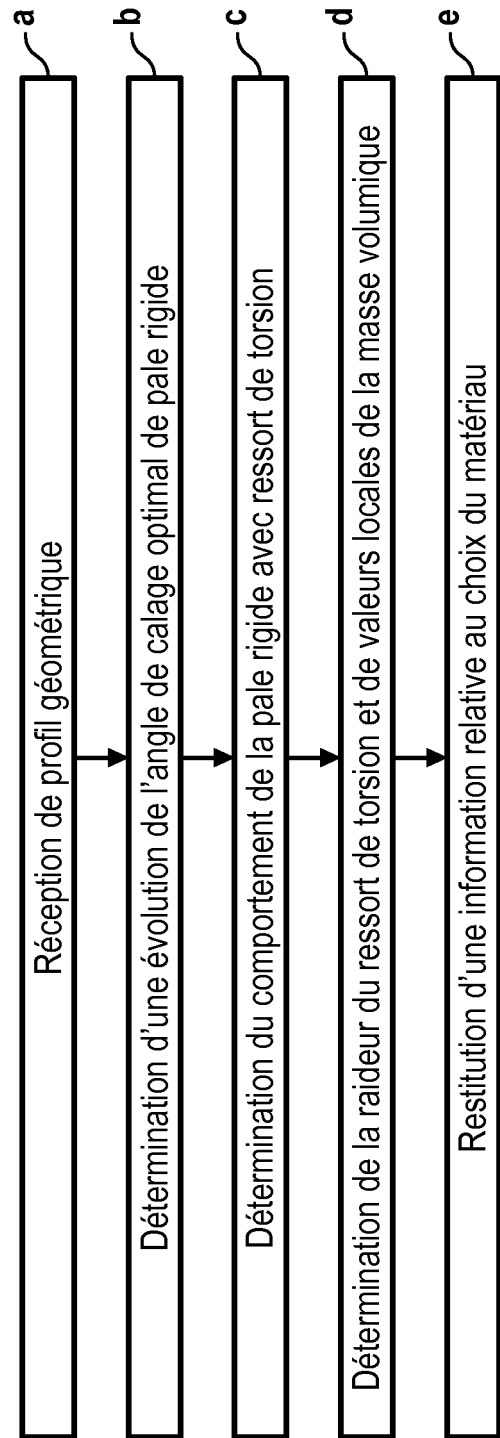 a
Réception de profil géométrique
b
Détermination d'une évolution de l'angle de calage optimal de pale rigide
c
Détermination du comportement de la pale rigide avec ressort de torsion
d
Détermination de la raideur du ressort de torsion et de valeurs locales de la masse volumique
e
Restitution d'une information relative au choix du matériau